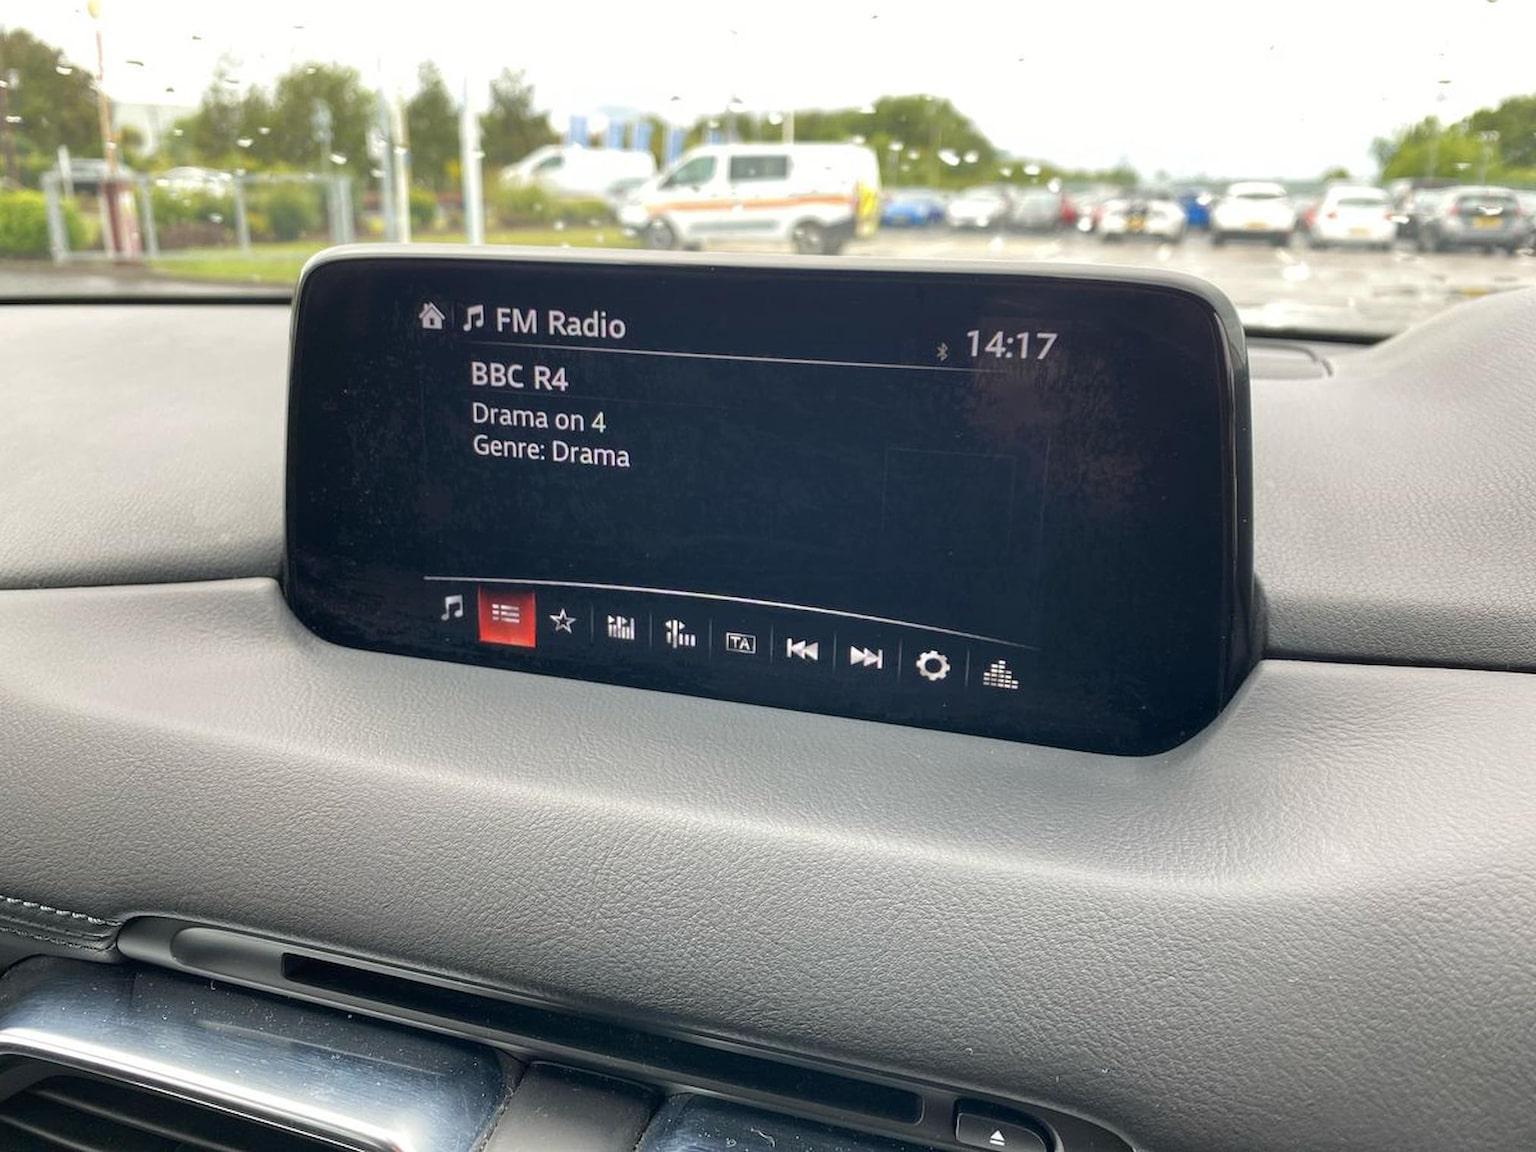 FM Radio
14:17
BBC R4
Drama on 4
Genre: Drama
TA